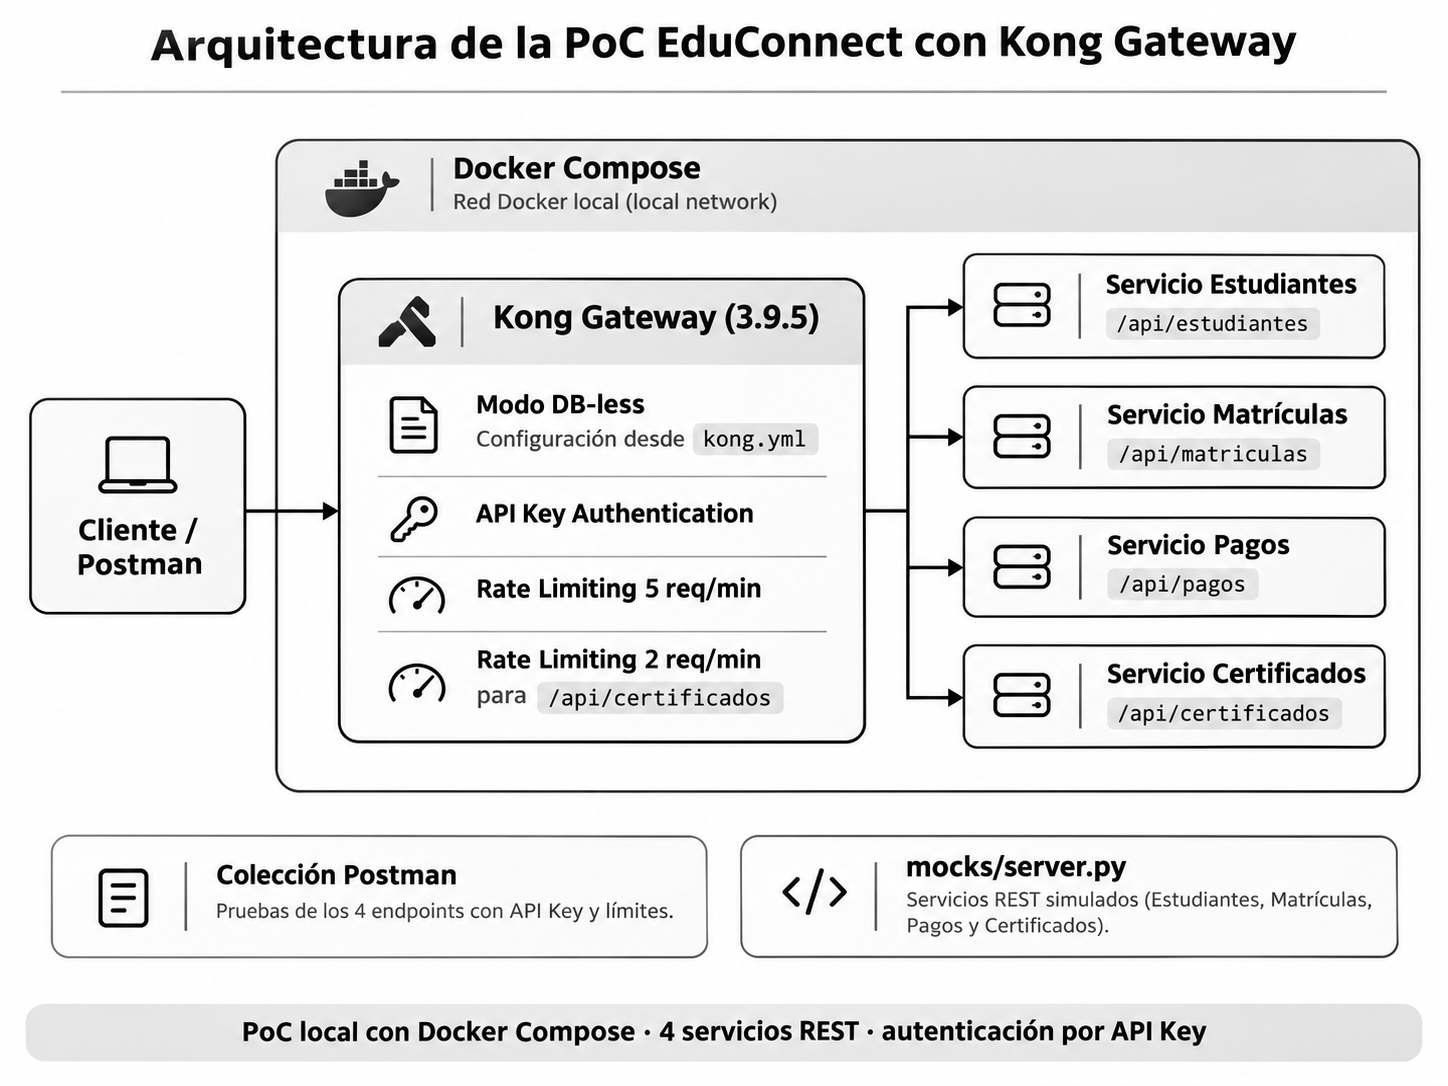 Arquitectura de la PoC EduConnect con Kong Gateway
Docker Compose
Red Docker local (local network)
Cliente /
Postman
Kong Gateway (3.9.5)
Modo DB-less
Configuración desde kong.yml
API Key Authentication
Rate Limiting 5 req/min
Rate Limiting 2 req/min
para /api/certificados
Servicio Estudiantes
/api/estudiantes
Servicio Matrículas
/api/matriculas
Servicio Pagos
/api/pagos
Servicio Certificados
/api/certificados
Colección Postman
Pruebas de los 4 endpoints con API Key y límites.
mocks/server.py
Servicios REST simulados (Estudiantes, Matrículas,
Pagos y Certificados).
PoC local con Docker Compose · 4 servicios REST · autenticación por API Key